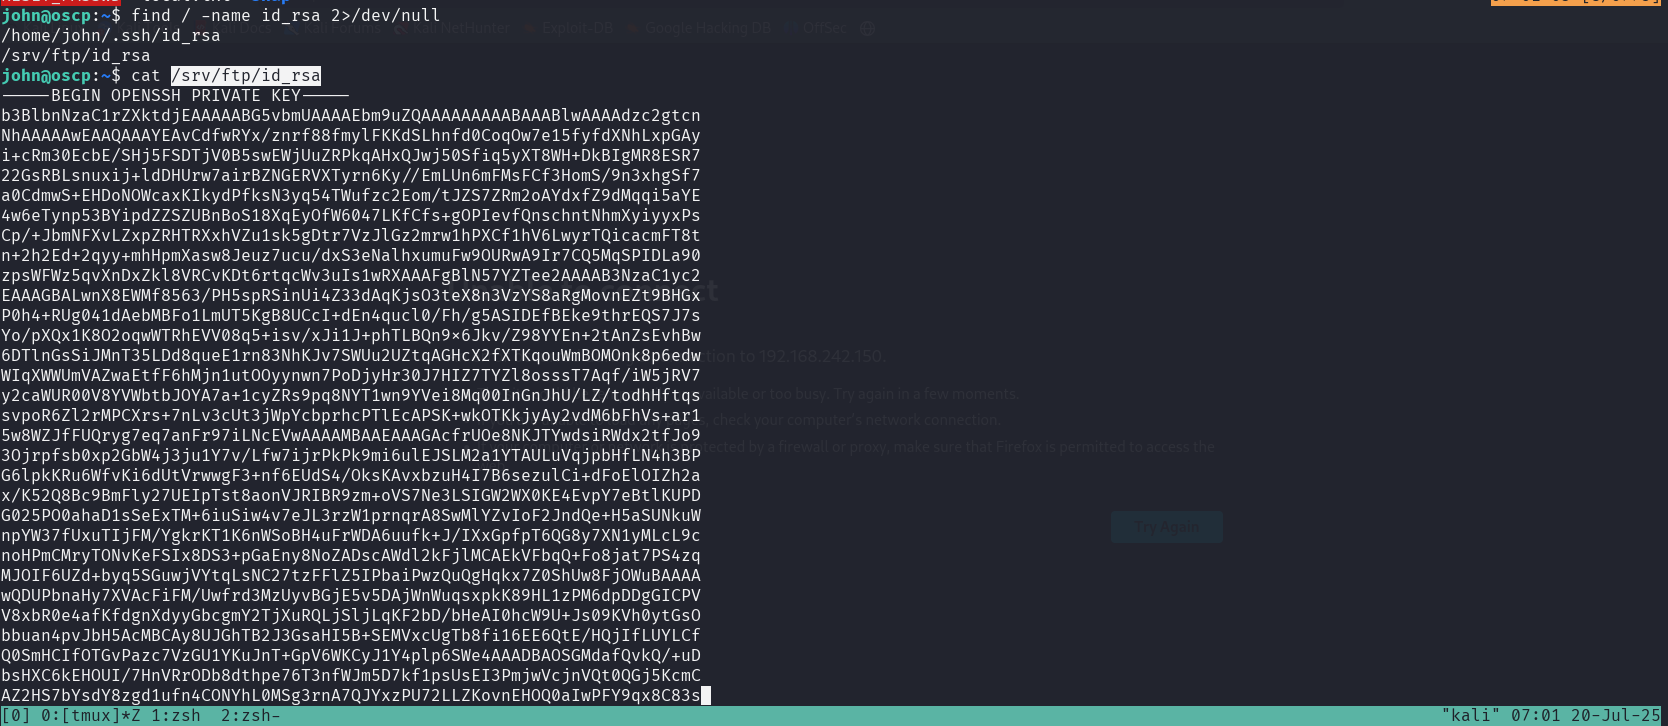 john@oscp:~$ find / -name id_rsa 2>/dev/null
/home/john/.ssh/id_rsa
/srv/ftp/id_rsa
john@oscp:~$ cat /srv/ftp/id_rsa
-----BEGIN OPENSSH PRIVATE KEY-----
b3BlbnNzaC1rZXktdjEAAAAABG5vbmUAAAAEbm9uZQAAAAAAAAABAAABlwAAAAdzc2gtcn
NhAAAAAwEAAQAAAYEAvCdfwRYx/znrf88fmylFKKdSLhnfd0CoqOw7e15fyfdXNhLxpGAy
i+cRm30EcbE/SHj5FSDTjV0B5swEWjUuZRPkqAHxQJwj50Sfiq5yXT8WH+DkBIgMR8ESR7
22GsRBLsnuxij+ldDHUrw7airBZNGERVXTyrn6Ky//EmLUn6mFMsFCf3HomS/9n3xhgSf7
a0CdmwS+EHDoNOWcaxKIkydPfksN3yq54TWufzc2Eom/tJZS7ZRm2oAYdxfZ9dMqqi5aYE
4w6eTynp53BYipdZZSZUBnBoS18XqEyOfW6047LKfCfs+gOPIevfQnschntNhmXyiyyxPs
Cp/+JbmNFXvLZxpZRHTRXxhVZu1sk5gDtr7VzJlGz2mrw1hPXCf1hV6LwyrTQicacmFT8t
n+2h2Ed+2qyy+mhHpmXasw8Jeuz7ucu/dxS3eNalhxumuFw9OURwA9Ir7CQ5MqSPIDLa90
zpsWFWz5qvXnDxZkl8VRCvKDt6rtqcWv3uIs1wRXAAAFgBlN57YZTee2AAAAB3NzaC1yc2
EAAAGBALwnX8EWMf8563/PH5spRSinUi4Z33dAqKjsO3teX8n3VzYS8aRgMovnEZt9BHGx
P0h4+RUg041dAebMBFo1LmUT5KgB8UCcI+dEn4qucl0/Fh/g5ASIDEfBEke9thrEQS7J7s
Yo/pXQx1K8O2oqwWTRhEVV08q5+isv/xJi1J+phTLBQn9x6Jkv/Z98YYEn+2tAnZsEvhBw
6DTlnGsSiJMnT35LDd8queE1rn83NhKJv7SWUu2UZtqAGHcX2fXTKqouWmBOMOnk8p6edw
WIqXWWUmVAZwaEtfF6hMjn1utOOyynwn7PoDjyHr30J7HIZ7TYZl8osssT7Aqf/iW5jRV7
y2caWUR00V8YVWbtbJOYA7a+1cyZRs9pq8NYT1wn9YVei8Mq00InGnJhU/LZ/todhHftqs
svpoR6Zl2rMPCXrs+7nLv3cUt3jWpYcbprhcPTlEcAPSK+wkOTKkjyAy2vdM6bFhVs+ar1
5w8WZJfFUQryg7eq7anFr97iLNcEVwAAAAMBAAEAAAGAcfrUOe8NKJTYwdsiRWdx2tfJo9
3Ojrpfsb0xp2GbW4j3ju1Y7v/Lfw7ijrPkPk9mi6ulEJSLM2a1YTAULuVqjpbHfLN4h3BP
G6lpkKRu6WfvKi6dUtVrwwgF3+nf6EUdS4/OksKAvxbzuH4I7B6sezulCi+dFoElOIZh2a
x/K52Q8Bc9BmFly27UEIpTst8aonVJRIBR9zm+oVS7Ne3LSIGW2WX0KE4EvpY7eBtlKUPD
G025PO0ahaD1sSeExTM+6iuSiw4v7eJL3rzW1prnqrA8SwMlYZvIoF2JndQe+H5aSUNkuW
npYW37fUxuTIjFM/YgkrKT1K6nWSoBH4uFrWDA6uufk+J/IXxGpfpT6QG8y7XN1yMLcL9c
noHPmCMryTONvKeFSIx8DS3+pGaEny8NoZADscAWdl2kFjlMCAEkVFbqQ+Fo8jat7PS4zq
MJOIF6UZd+byq5SGuwjVYtqLsNC27tzFFlZ5IPbaiPwzQuQgHqkx7Z0ShUw8FjOWuBAAAA
wQDUPbnaHy7XVAcFiFM/Uwfrd3MzUyvBGjE5v5DAjWnWuqsxpkK89HL1zPM6dpDDgGICPV
V8xbR0e4afKfdgnXdyyGbcgmY2TjXuRQLjSljLqKF2bD/bHeAI0hcW9U+Js09KVh0ytGsO
bbuan4pvJbH5AcMBCAy8UJGhTB2J3GsaHI5B+SEMVxcUgTb8fi16EE6QtE/HQjIfLUYLCf
Q0SmHCIfOTGvPazc7VzGU1YKuJnT+GpV6WKCyJ1Y4plp6SWe4AAADBAOSGMdafQvkQ/+uD
bsHXC6kEHOUI/7HnVRrODb8dthpe76T3nfWJm5D7kf1psUsEI3PmjwVcjnVQt0QGj5KcmC
AZ2HS7bYsdY8zgd1ufn4CONYhL0MSg3rnA7QJYxzPU72LLZKovnEHOQ0aIwPFY9qx8C83s
[0] 0:[tmux]*Z 1:zsh  2:zsh-
"kali" 07:01 20-Jul-25